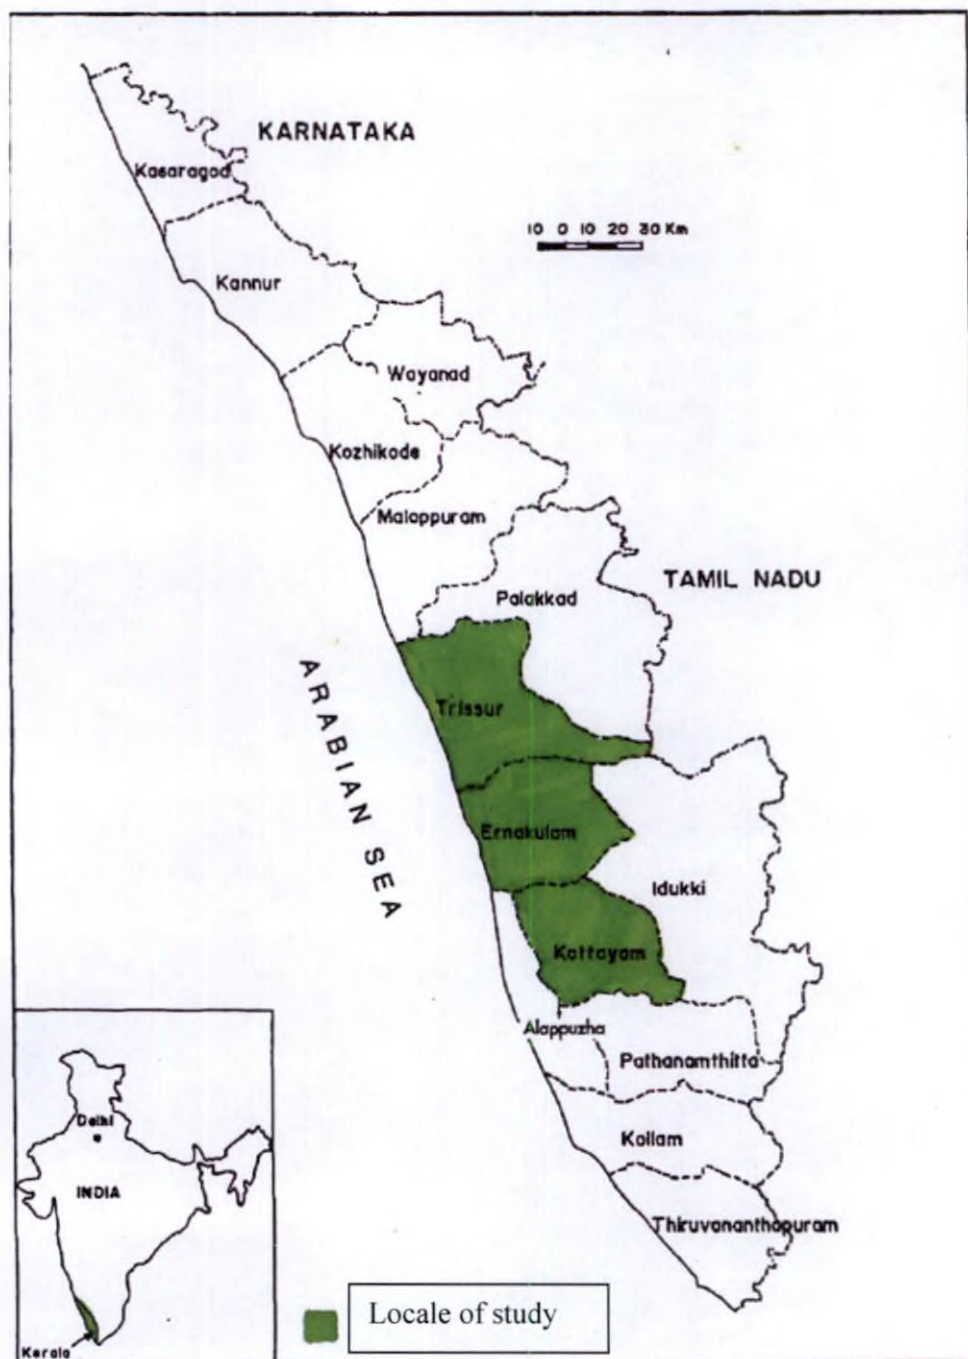 KARNATAKA
Kasaragod
10 0 10 20 30 Km
Kannur
Wayanad
Kozhikode
Malappuram
TAMIL NADU
Palakkad
ARABIAN SEA
Trissur
Ernakulam
Idukki
Kottayam
Alappuzha
Pathanamthitta
Kollam
Thiruvananthapuram
Delhi
INDIA
Kerala
Locale of study